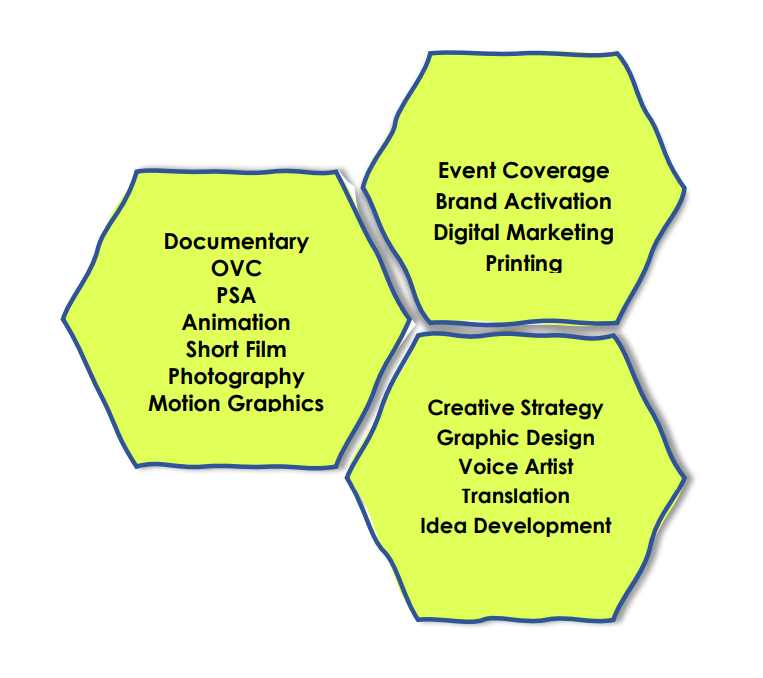 Documentary
OVC
PSA
Animation
Short Film
Photography
Motion Graphics
Event Coverage
Brand Activation
Digital Marketing
Printing
Creative Strategy
Graphic Design
Voice Artist
Translation
Idea Development